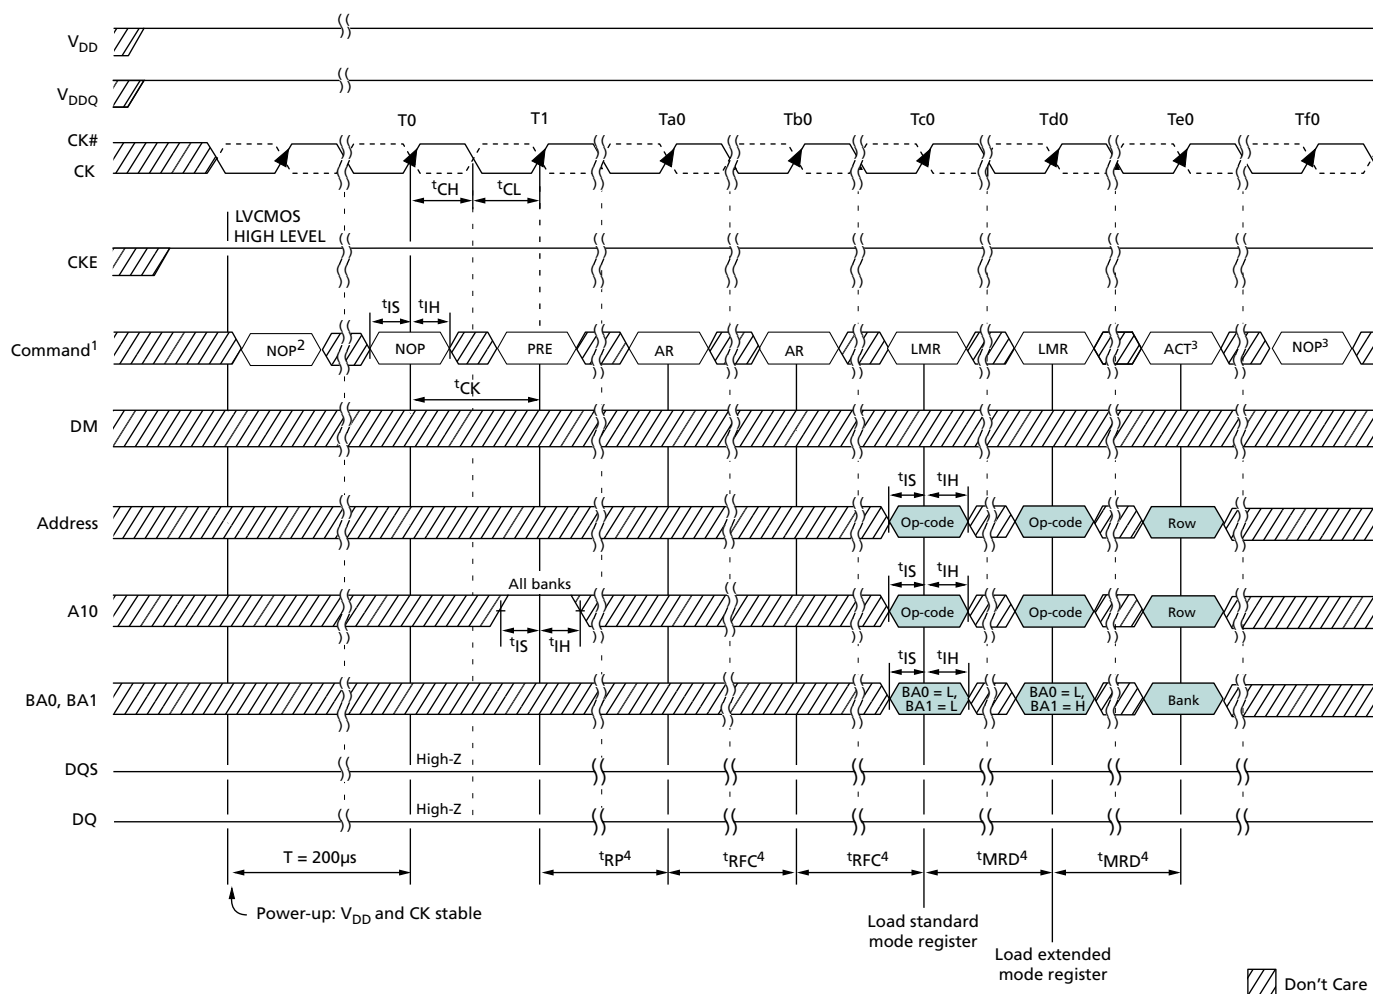 VDD
VDDQ
T0 T1 Ta0 Tb0 Tc0 Td0 Te0 Tf0
CK#
CK
tCH tCL
LVCMOS
HIGH LEVEL
CKE
tIS tIH
Command1 NOP2 NOP PRE AR AR LMR LMR ACT3 NOP3
tCK
DM
tIS tIH
Address Op-code Op-code Row
All banks tIS tIH
A10 Op-code Op-code Row
tIS tIH
tIS tIH
BA0, BA1 BA0 = L, BA1 = L BA0 = L, BA1 = H Bank
High-Z
DQS
High-Z
DQ
T = 200µs tRP4 tRFC4 tRFC4 tMRD4 tMRD4
Power-up: VDD and CK stable
Load standard
mode register
Load extended
mode register
Don't Care